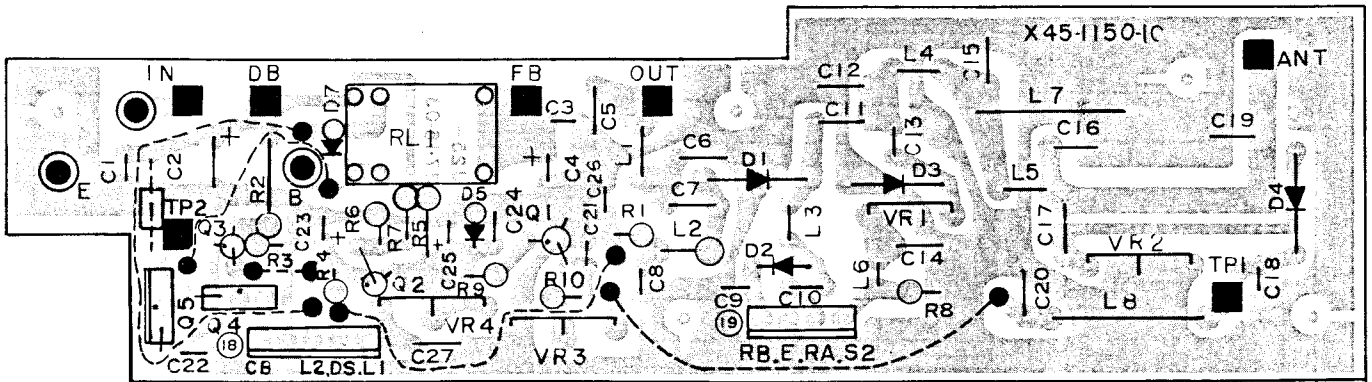 X45-1150-1C
IN
DB
D7
FB
OUT
C3
C5
C12
C11
L4
C15
ANT
L7
C16
C19
C13
RL1
E
C1
C2
+
R2
B
TP2
Q3
R3
C23
+
R4
R6
R7
R5
+
D5
C24
C25
Q2
R9
+
C4
C26
Q1
C21
R10
L1
R1
C6
C7
D1
L2
D2
L3
D3
VR1
L5
C17
VR2
D4
C8
C9
C10
L6
C14
R8
C20
L8
TP1
C18
Q5
Q4
18
C22
CB
L2,DS,L1
VR4
C27
VR3
19
RB,E,RA,S2